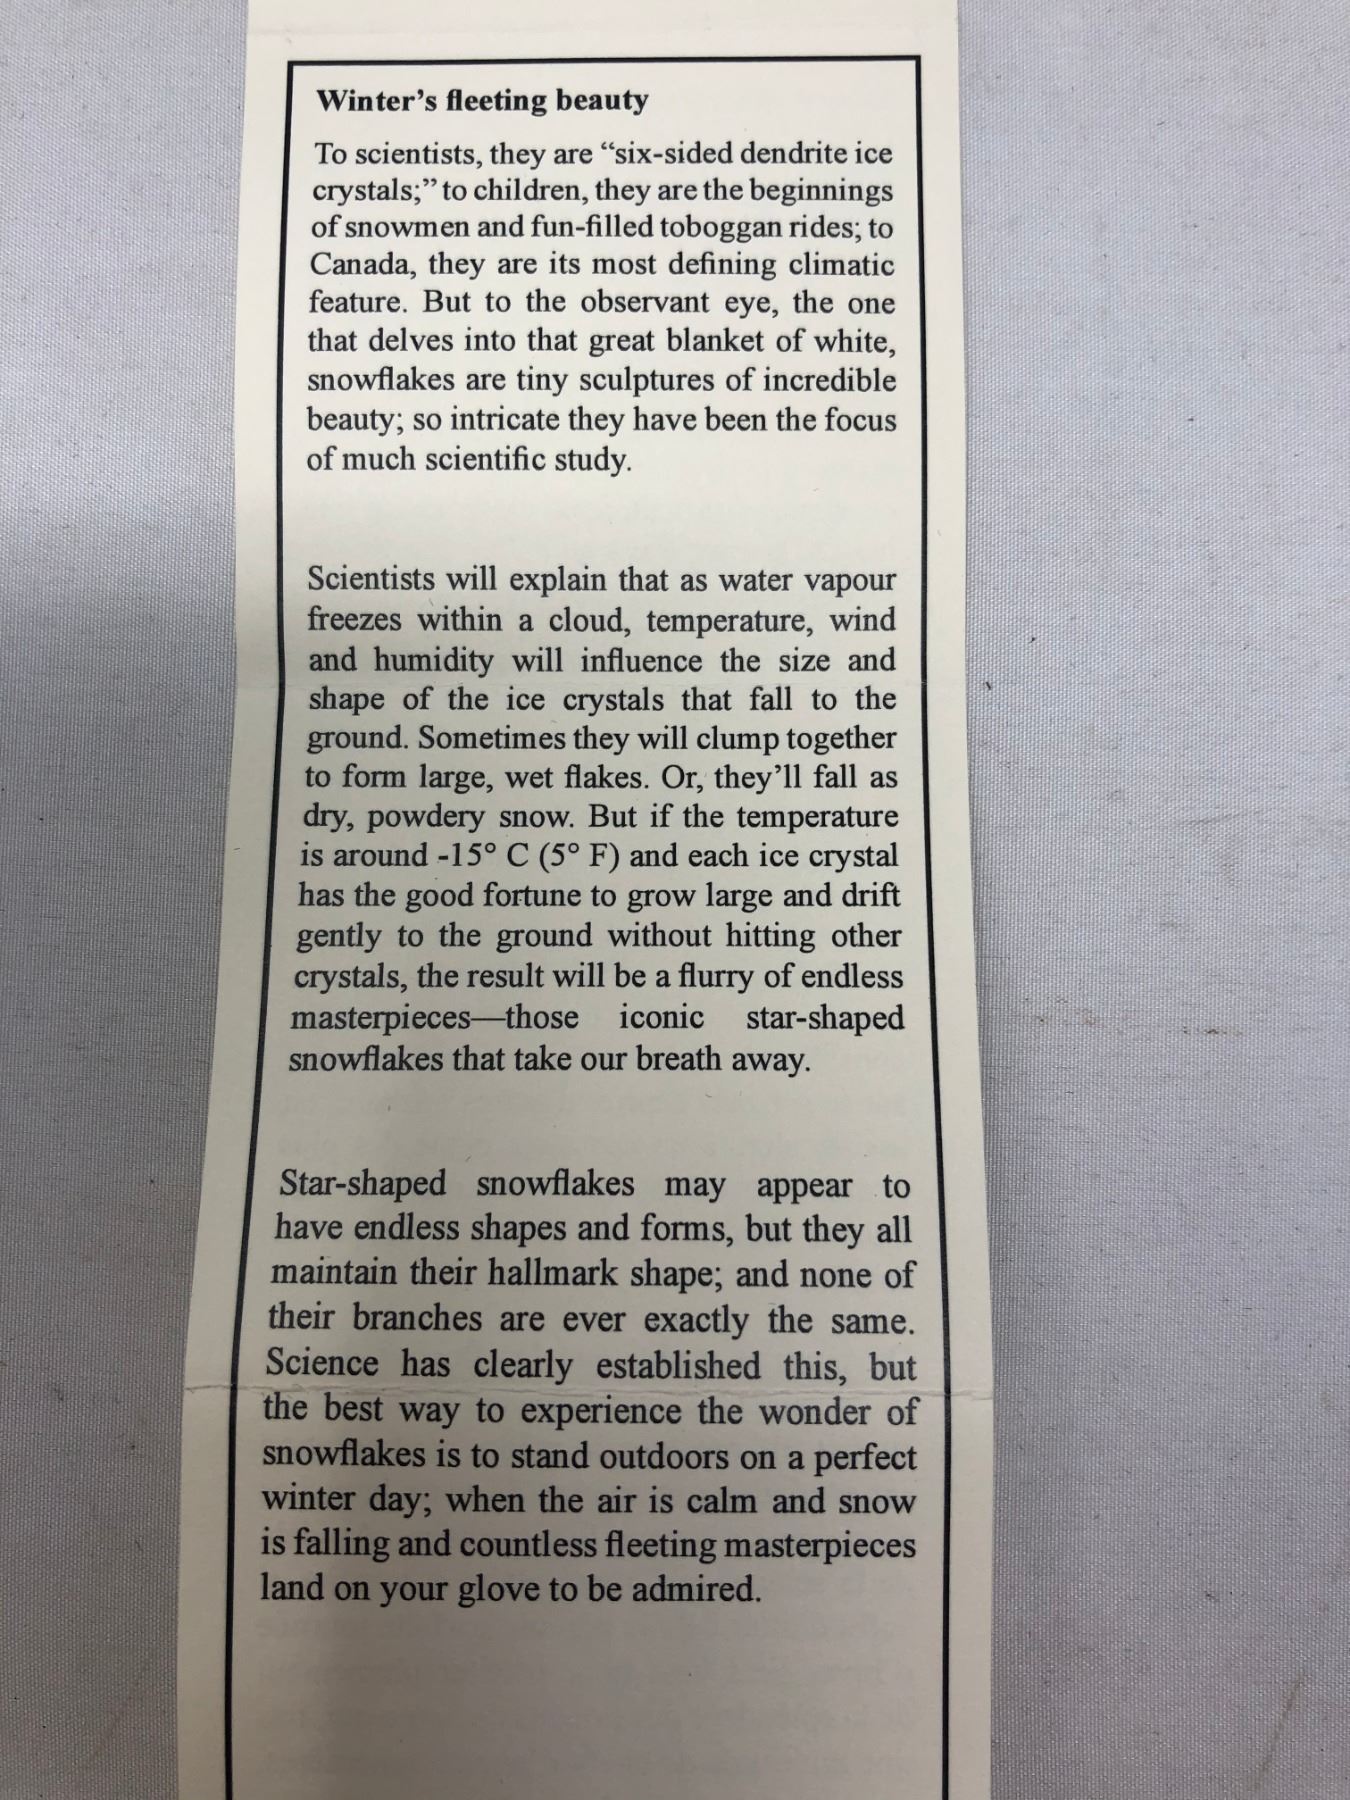 Winter’s fleeting beauty
To scientists, they are “six-sided dendrite ice
crystals;” to children, they are the beginnings
of snowmen and fun-filled toboggan rides; to
Canada, they are its most defining climatic
feature. But to the observant eye, the one
that delves into that great blanket of white,
snowflakes are tiny sculptures of incredible
beauty; so intricate they have been the focus
of much scientific study.
Scientists will explain that as water vapour
freezes within a cloud, temperature, wind
and humidity will influence the size and
shape of the ice crystals that fall to the
ground. Sometimes they will clump together
to form large, wet flakes. Or, they’ll fall as
dry, powdery snow. But if the temperature
is around -15° C (5° F) and each ice crystal
has the good fortune to grow large and drift
gently to the ground without hitting other
crystals, the result will be a flurry of endless
masterpieces—those iconic star-shaped
snowflakes that take our breath away.
Star-shaped snowflakes may appear to
have endless shapes and forms, but they all
maintain their hallmark shape; and none of
their branches are ever exactly the same.
Science has clearly established this, but
the best way to experience the wonder of
snowflakes is to stand outdoors on a perfect
winter day; when the air is calm and snow
is falling and countless fleeting masterpieces
land on your glove to be admired.